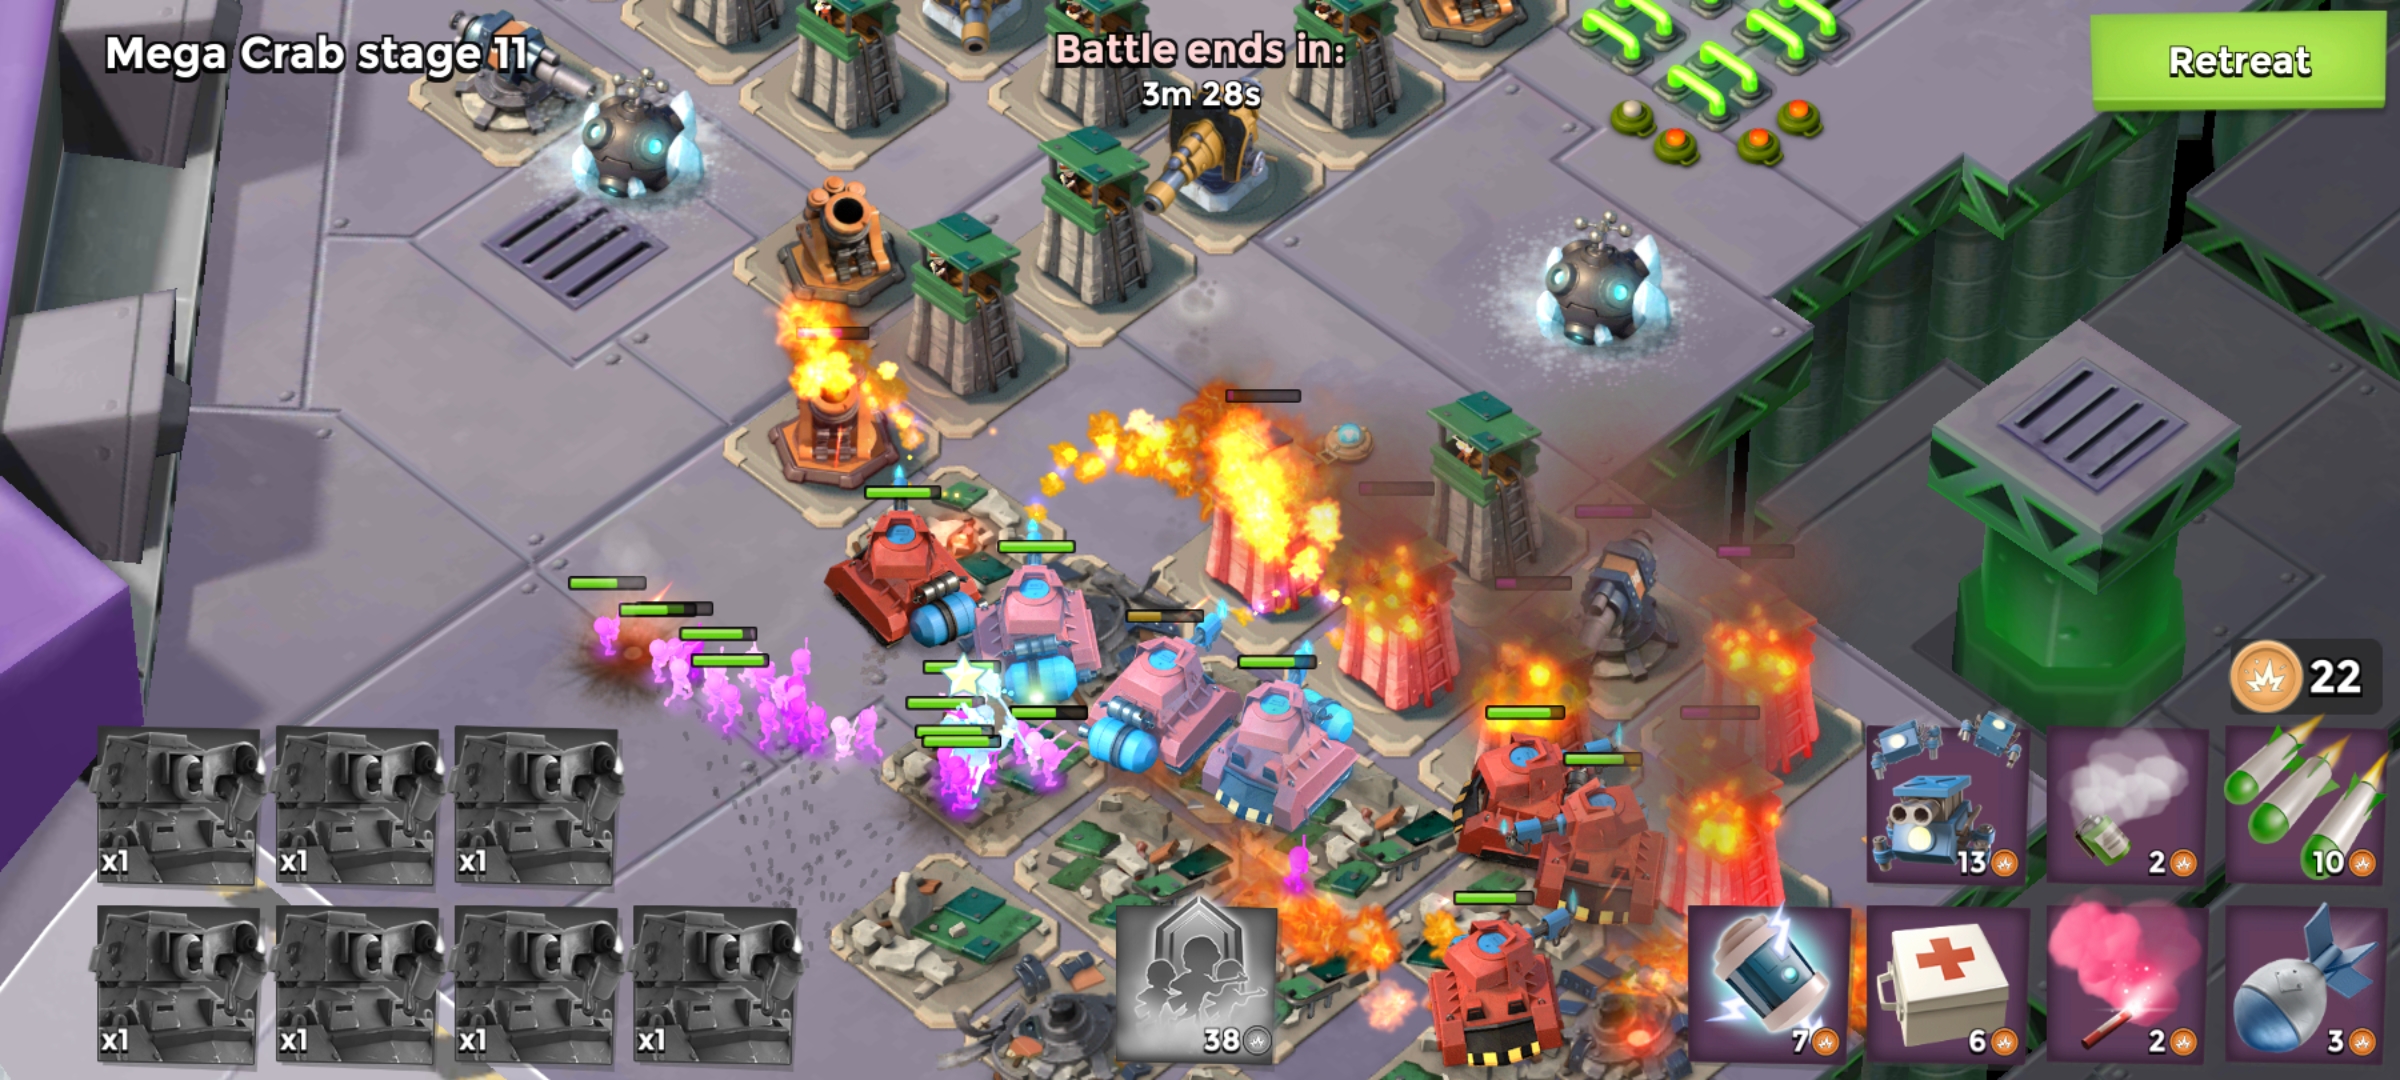 Mega Crab stage 11
Battle ends in:
3m 28s
Retreat
22
x1
x1
x1
13
2
10
x1
x1
x1
x1
38
7
6
2
3